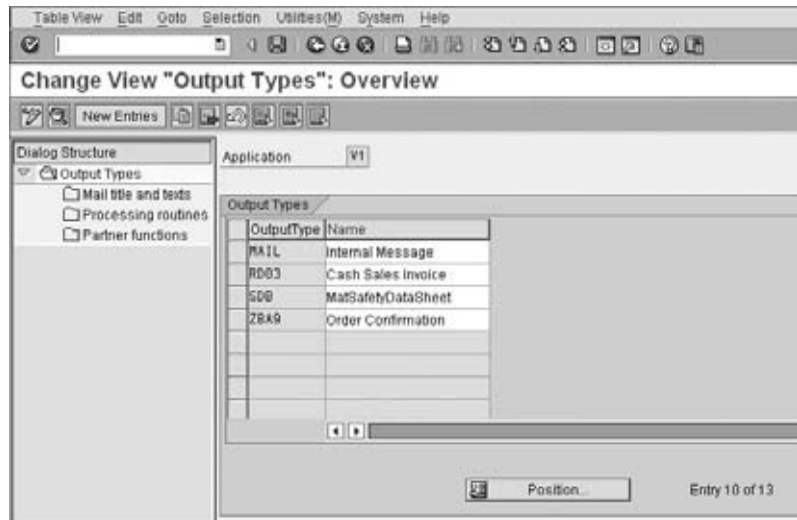 Table View Edit Goto Selection Utilities(M) System Help
Change View "Output Types": Overview
New Entries
Dialog Structure
Output Types
Mail title and texts
Processing routines
Partner functions
Application V1
Output Types
OutputType Name
MAIL Internal Message
RD03 Cash Sales Invoice
SDB MatSafetyDataSheet
ZBA9 Order Confirmation
Position...
Entry 10 of 13